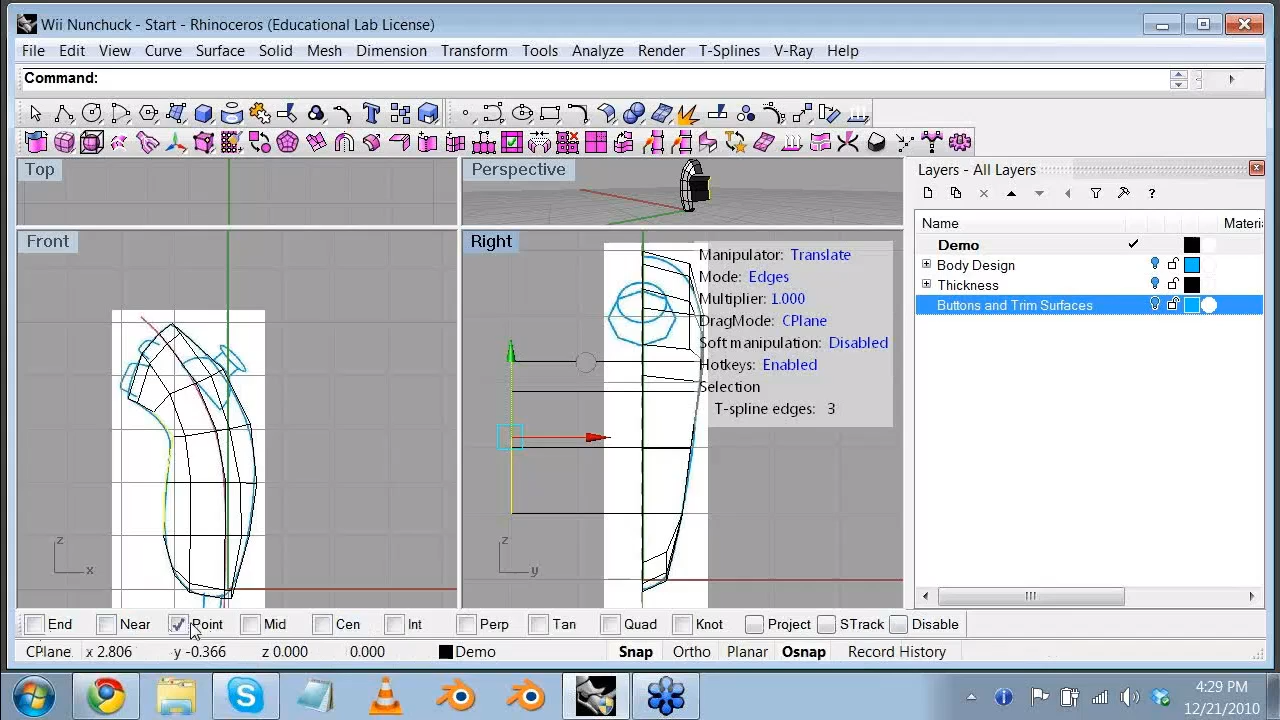 Wii Nunchuck - Start - Rhinoceros (Educational Lab License)
File Edit View Curve Surface Solid Mesh Dimension Transform Tools Analyze Render T-Splines V-Ray Help
Command:
Top
Perspective
Layers - All Layers
Name Materi
Demo
Body Design
Thickness
Buttons and Trim Surfaces
Front
z
x
Right
Manipulator: Translate
Mode: Edges
Multiplier: 1.000
DragMode: CPlane
Soft manipulation: Disabled
Hotkeys: Enabled
Selection
T-spline edges: 3
z
y
End Near Point Mid Cen Int Perp Tan Quad Knot Project STrack Disable
CPlane x 2.806 y -0.366 z 0.000 0.000 Demo Snap Ortho Planar Osnap Record History
4:29 PM
12/21/2010